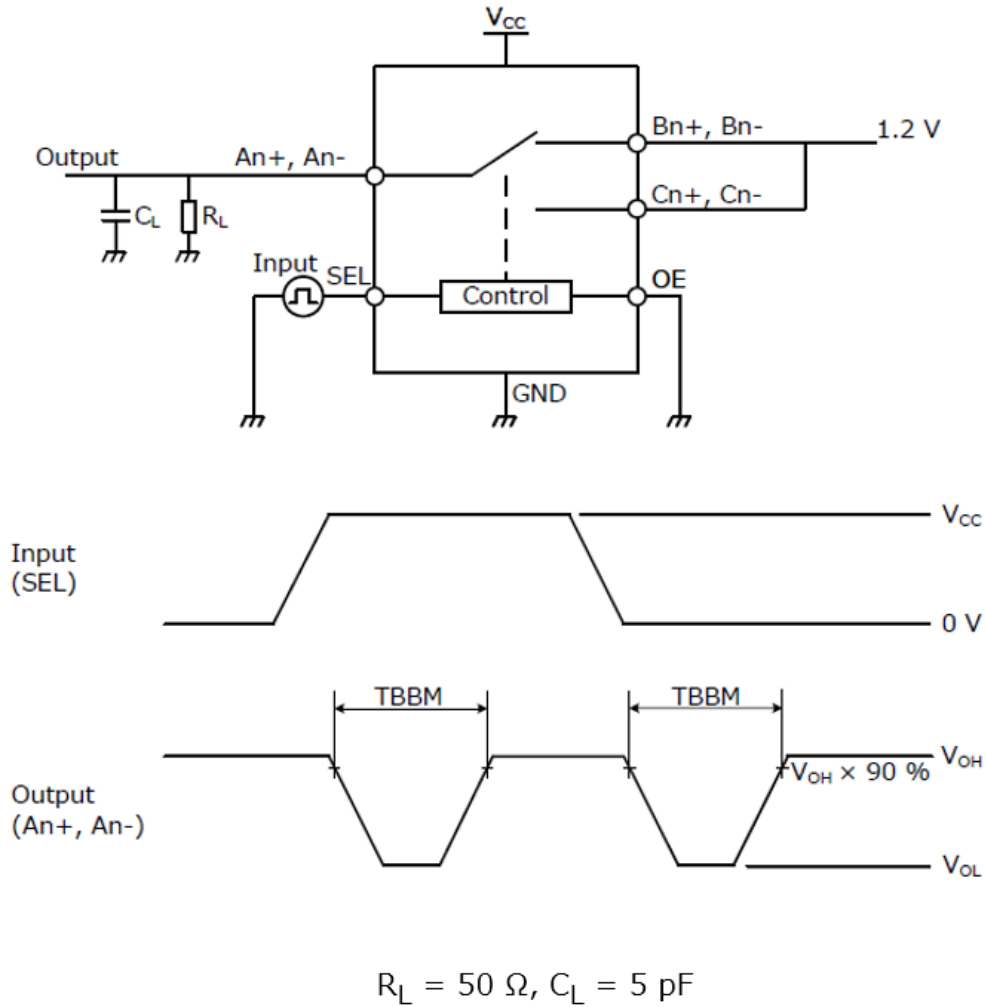 VCC
Bn+, Bn-
1.2 V
Output
An+, An-
CL
RL
Cn+, Cn-
Input
SEL
Control
OE
GND
VCC
Input
(SEL)
0 V
TBBM
TBBM
VOH
VOH × 90 %
Output
(An+, An-)
VOL
RL = 50 Ω, CL = 5 pF